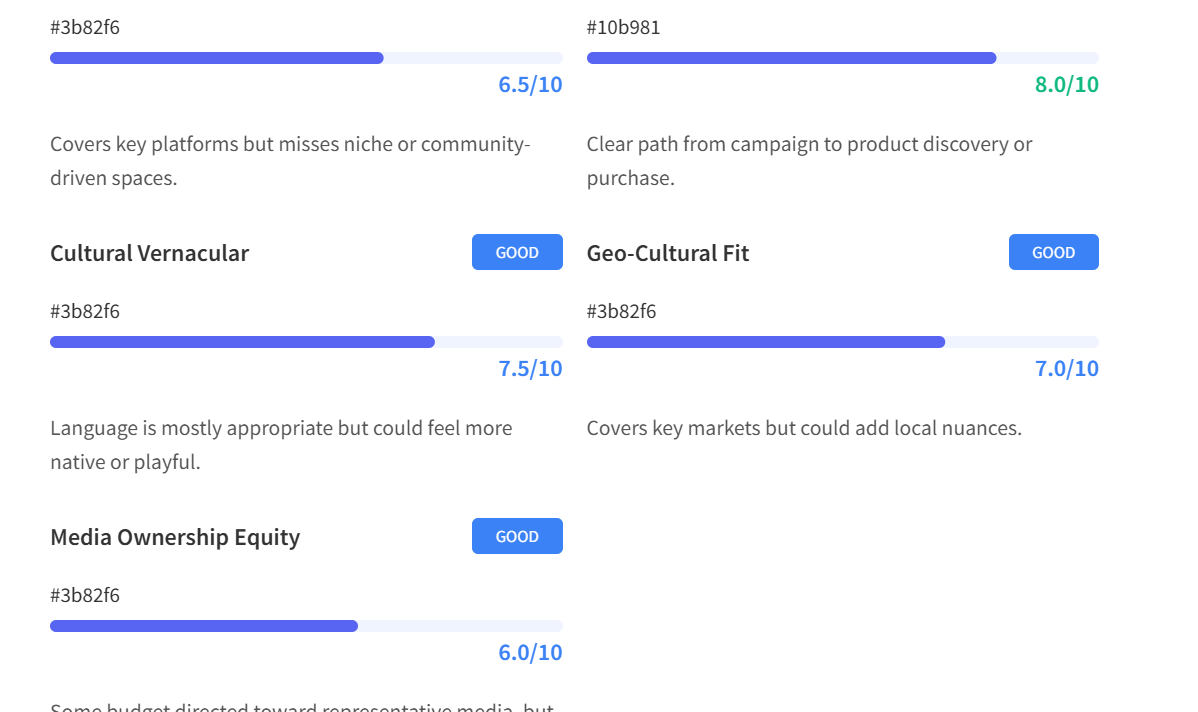 #3b82f6
6.5/10
Covers key platforms but misses niche or community-
driven spaces.
#10b981
8.0/10
Clear path from campaign to product discovery or
purchase.
Cultural Vernacular
GOOD
#3b82f6
7.5/10
Language is mostly appropriate but could feel more
native or playful.
Geo-Cultural Fit
GOOD
#3b82f6
7.0/10
Covers key markets but could add local nuances.
Media Ownership Equity
GOOD
#3b82f6
6.0/10
Some budget directed toward representative media, but